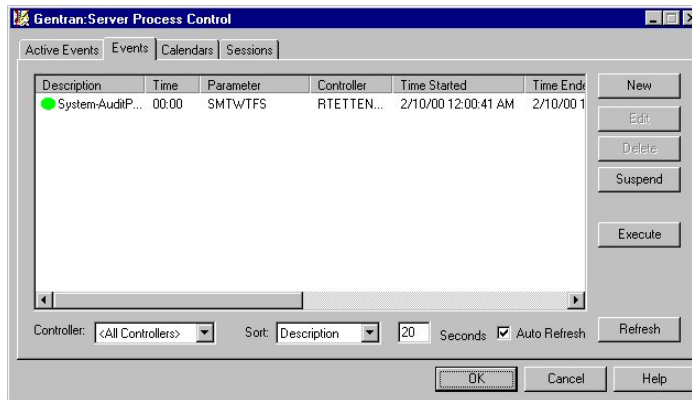 Gentran:Server Process Control
Active Events Events Calendars Sessions
Description Time Parameter Controller Time Started Time Ende
System-AuditP... 00:00 SMTWTFS RTETTEN... 2/10/00 12:00:41 AM 2/10/00 1
New
Edit
Delete
Suspend
Execute
Controller: <All Controllers> Sort: Description 20 Seconds Auto Refresh Refresh
OK Cancel Help